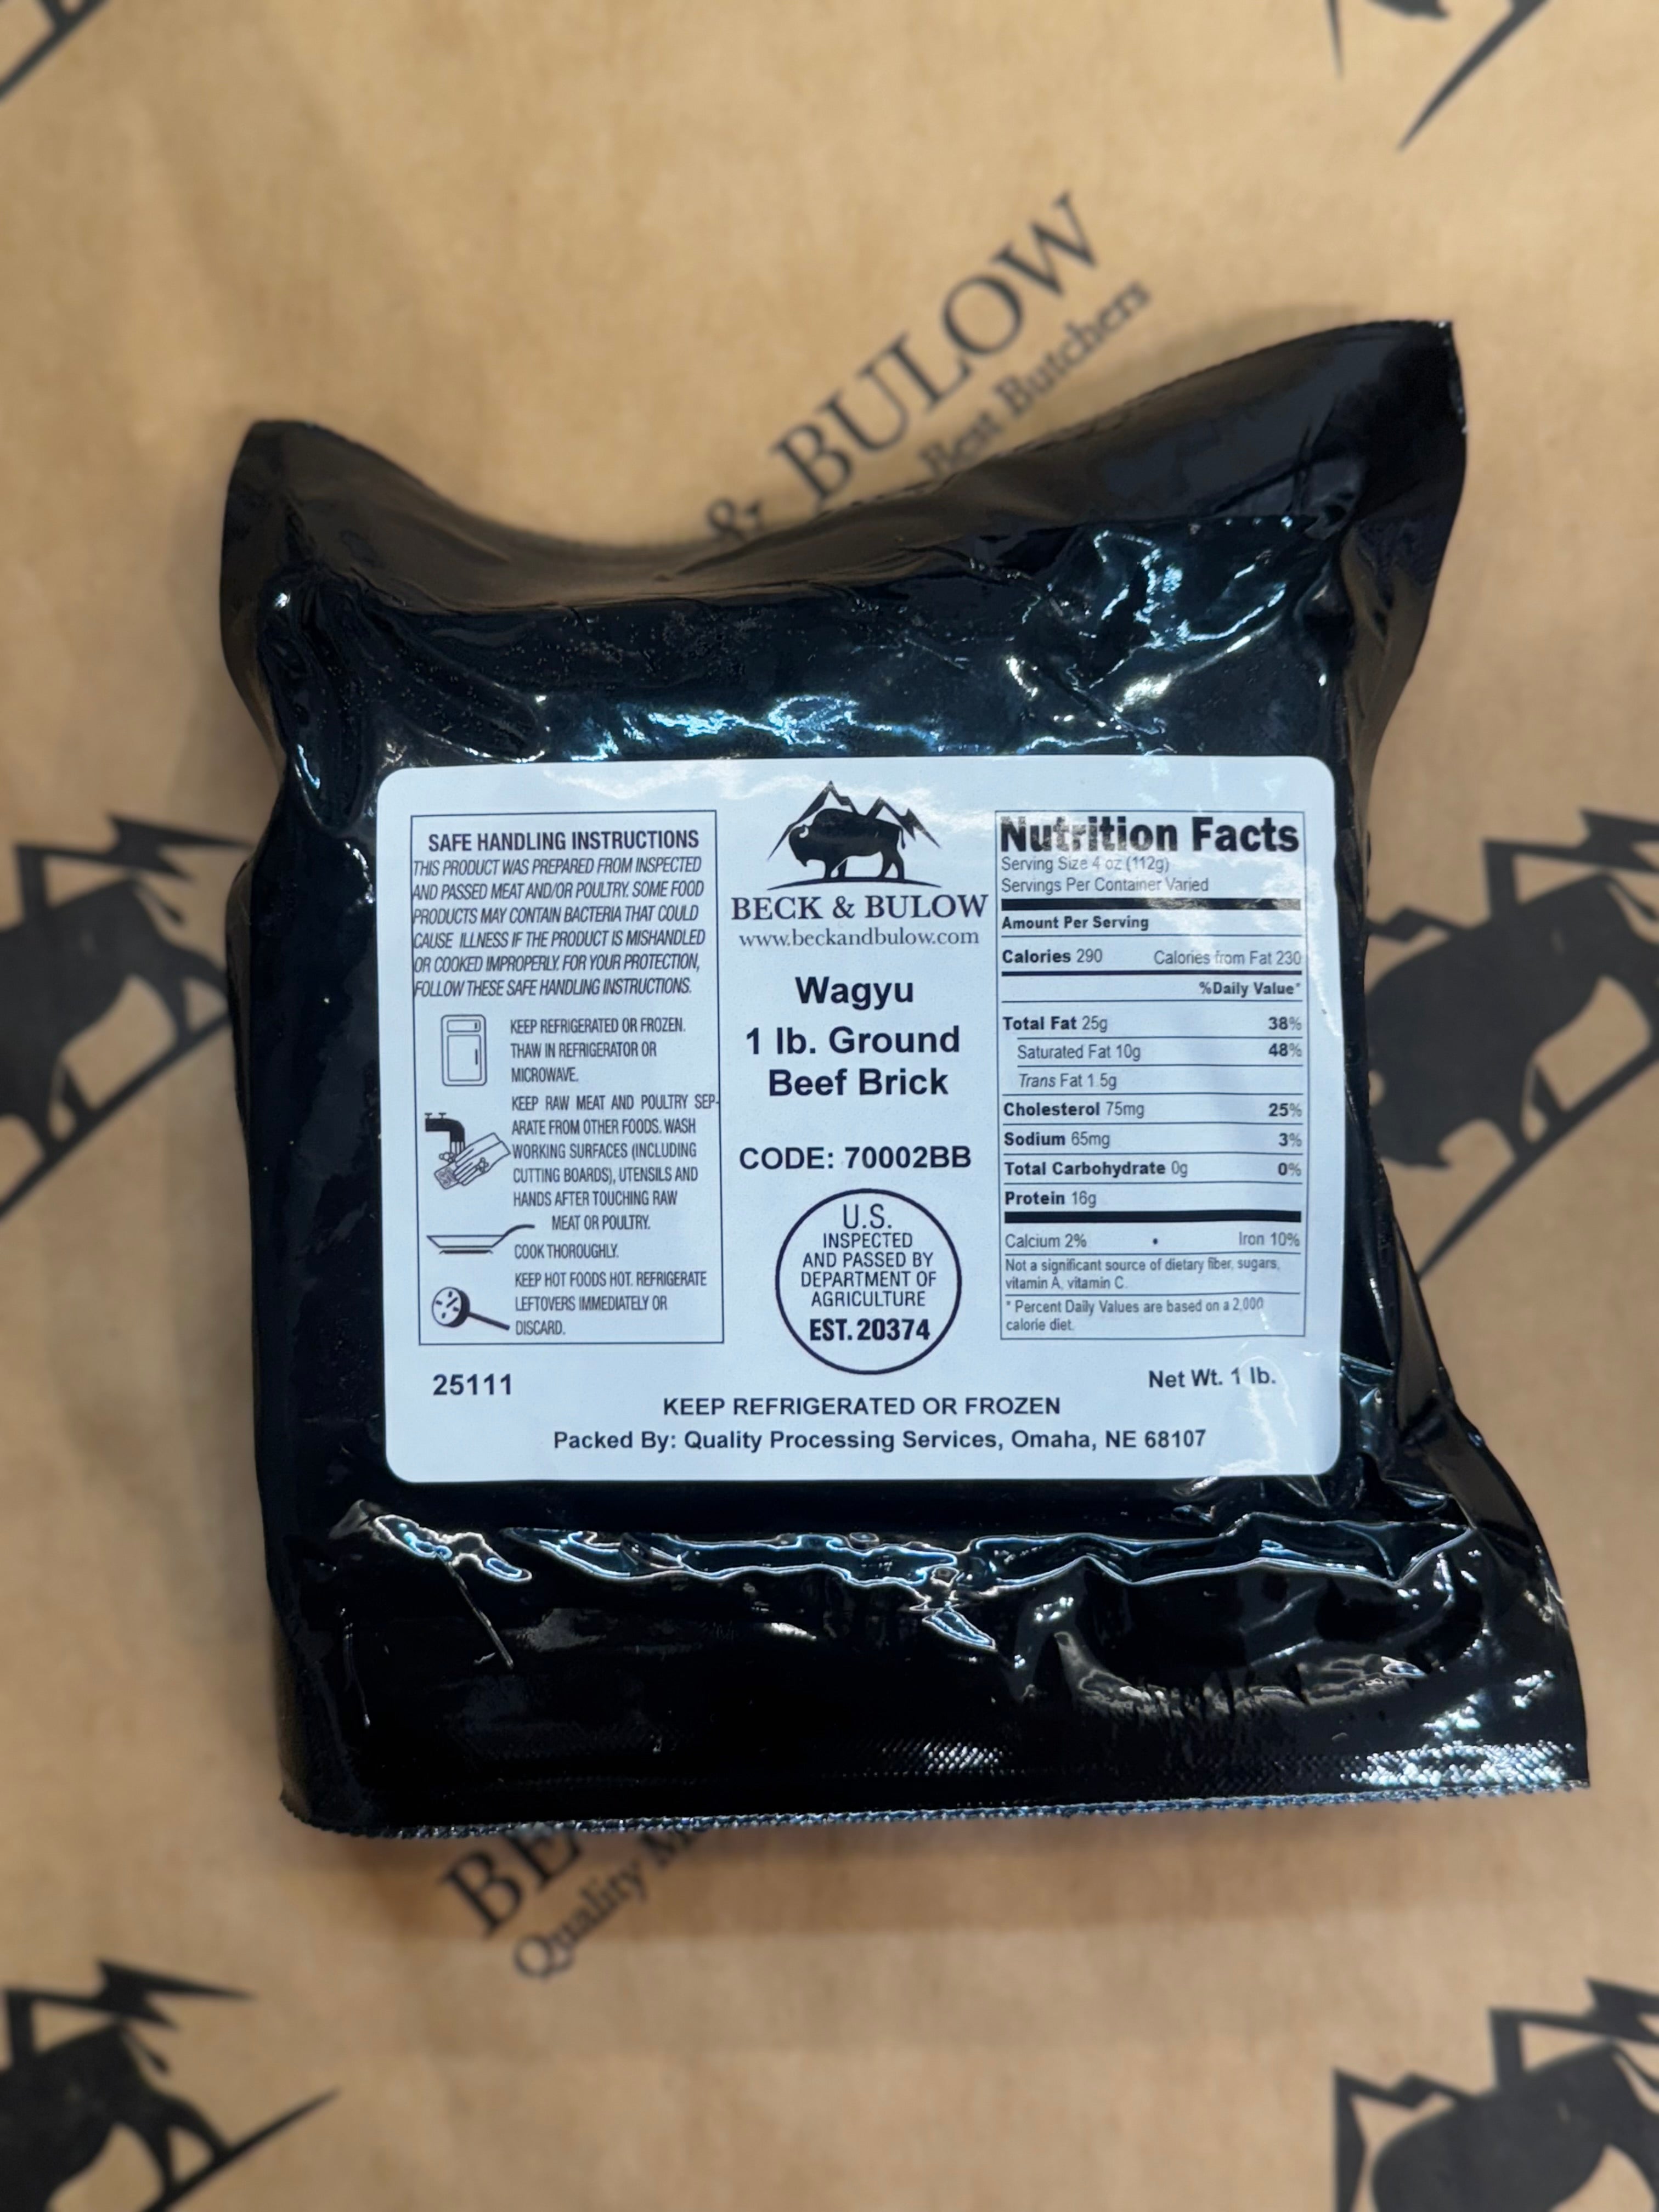 & BULOW
Best Butchers
SAFE HANDLING INSTRUCTIONS
THIS PRODUCT WAS PREPARED FROM INSPECTED
AND PASSED MEAT AND/OR POULTRY. SOME FOOD
PRODUCTS MAY CONTAIN BACTERIA THAT COULD
CAUSE ILLNESS IF THE PRODUCT IS MISHANDLED
OR COOKED IMPROPERLY. FOR YOUR PROTECTION,
FOLLOW THESE SAFE HANDLING INSTRUCTIONS.
KEEP REFRIGERATED OR FROZEN.
THAW IN REFRIGERATOR OR
MICROWAVE.
KEEP RAW MEAT AND POULTRY SEP-
ARATE FROM OTHER FOODS. WASH
WORKING SURFACES (INCLUDING
CUTTING BOARDS), UTENSILS AND
HANDS AFTER TOUCHING RAW
MEAT OR POULTRY.
COOK THOROUGHLY.
KEEP HOT FOODS HOT. REFRIGERATE
LEFTOVERS IMMEDIATELY OR
DISCARD.
25111
BECK & BULOW
www.beckandbulow.com
Wagyu
1 lb. Ground
Beef Brick
CODE: 70002BB
U.S.
INSPECTED
AND PASSED BY
DEPARTMENT OF
AGRICULTURE
EST. 20374
Nutrition Facts
Serving Size 4 oz (112g)
Servings Per Container Varied
Amount Per Serving
Calories 290 Calories from Fat 230
%Daily Value*
Total Fat 25g 38%
Saturated Fat 10g 48%
Trans Fat 1.5g
Cholesterol 75mg 25%
Sodium 65mg 3%
Total Carbohydrate 0g 0%
Protein 16g
Calcium 2% • Iron 10%
Not a significant source of dietary fiber, sugars,
vitamin A, vitamin C.
* Percent Daily Values are based on a 2,000
calorie diet.
Net Wt. 1 lb.
KEEP REFRIGERATED OR FROZEN
Packed By: Quality Processing Services, Omaha, NE 68107
Quality